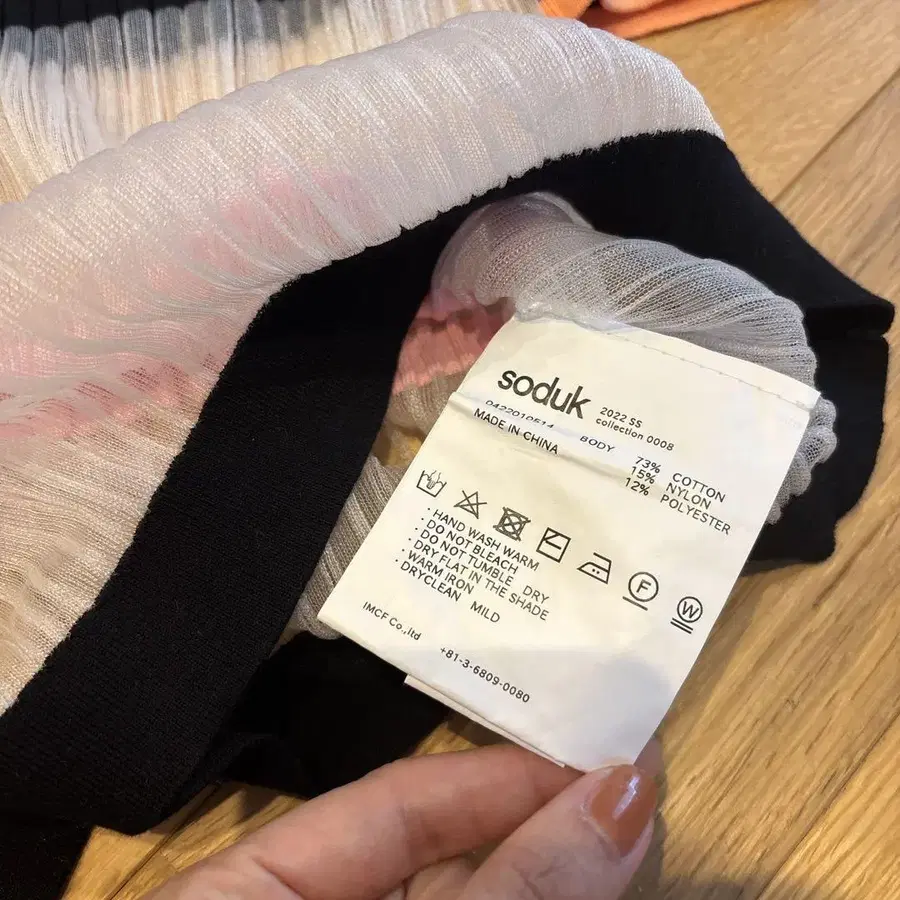 soduk
2022 SS
collection 0008
0422010514 BODY
MADE IN CHINA
73% COTTON
15% NYLON
12% POLYESTER
· HAND WASH WARM
· DO NOT BLEACH
· DO NOT TUMBLE DRY
· DRY FLAT IN THE SHADE
· WARM IRON
· DRYCLEAN MILD
F
W
IMCF Co.,ltd
+81-3-6809-0080